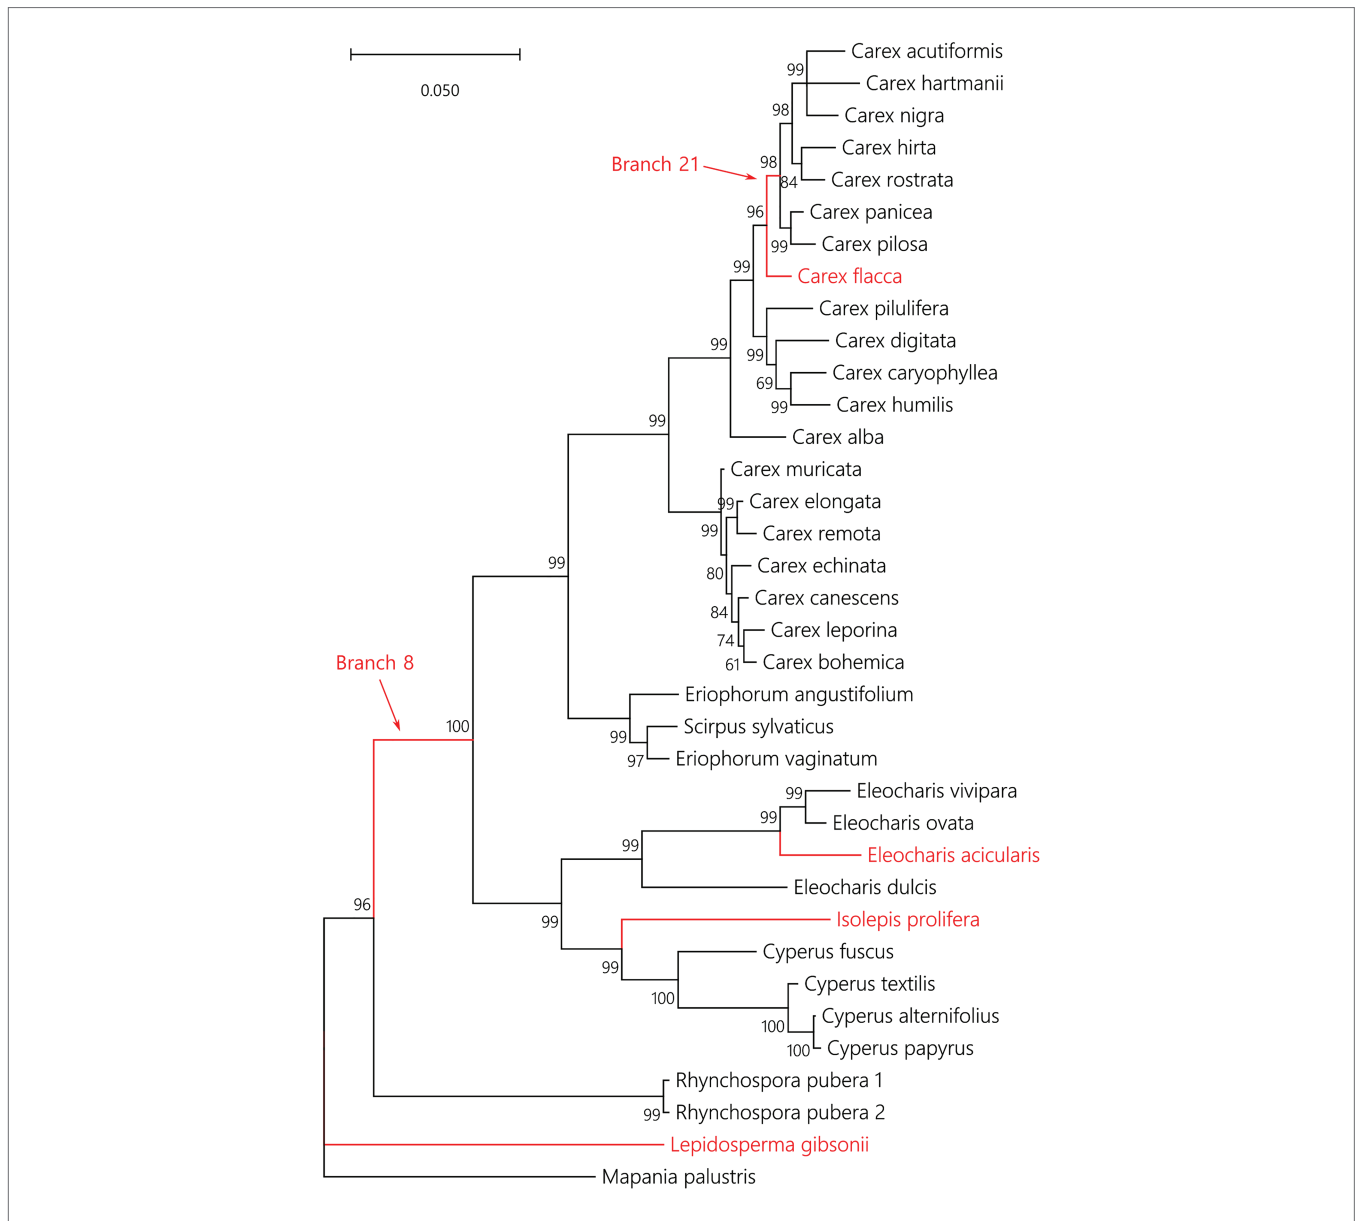 Carex acutiformis
99
0.050
Carex hartmanii
98
Carex nigra
Carex hirta
Branch 21
98
84
Carex rostrata
96
Carex panicea
99
Carex pilosa
99
Carex flacca
Carex pilulifera
99
99
Carex digitata
69
Carex caryophyllea
99
Carex humilis
99
Carex alba
Carex muricata
99
Carex elongata
99
Carex remota
99
80
Carex echinata
84
Carex canescens
74
Carex leporina
Branch 8
61
Carex bohemica
Eriophorum angustifolium
100
99
Scirpus sylvaticus
97
Eriophorum vaginatum
99
Eleocharis vivipara
99
Eleocharis ovata
99
Eleocharis acicularis
Eleocharis dulcis
96
99
Isolepis prolifera
99
Cyperus fuscus
100
Cyperus textilis
100
Cyperus alternifolius
100
Cyperus papyrus
Rhynchospora pubera 1
99
Rhynchospora pubera 2
Lepidosperma gibsonii
Mapania palustris